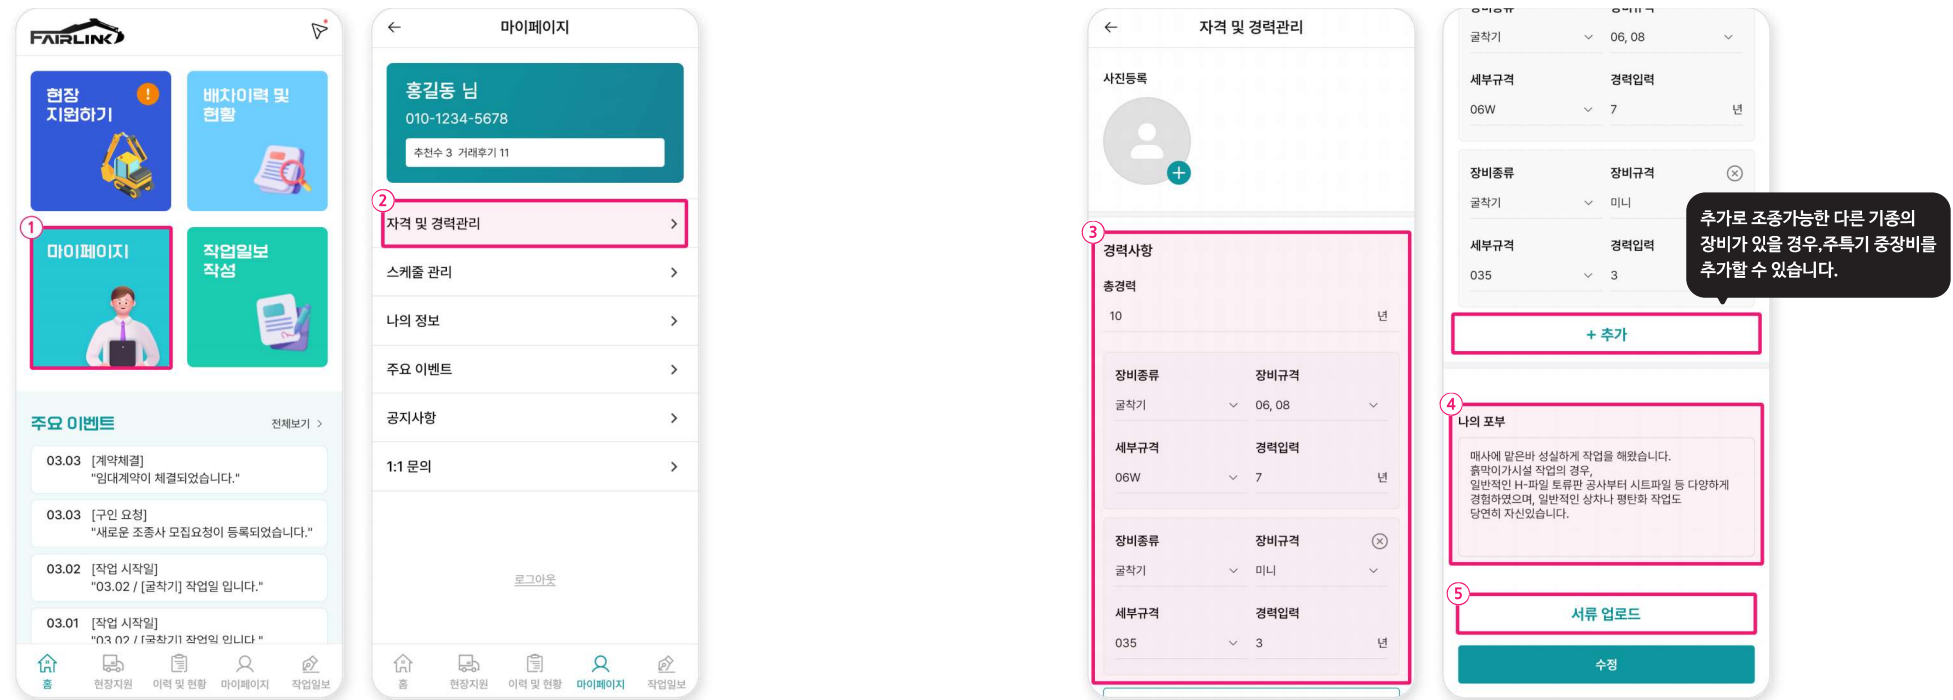 FAIRLINK
현장
지원하기
!
배차이력 및
현황
1
마이페이지
작업일보
작성
주요 이벤트
전체보기 >
03.03 [계약체결]
"임대계약이 체결되었습니다."
03.03 [구인 요청]
"새로운 조종사 모집요청이 등록되었습니다."
03.02 [작업 시작일]
"03.02 / [굴착기] 작업일 입니다."
03.01 [작업 시작일]
"03.02 / [굴착기] 작업일 입니다."
홈 현장지원 이력 및 현황 마이페이지 작업일보
마이페이지
홍길동 님
010-1234-5678
추천수 3 거래후기 11
2
자격 및 경력관리
스케줄 관리
나의 정보
주요 이벤트
공지사항
1:1 문의
로그아웃
홈 현장지원 이력 및 현황 마이페이지 작업일보
자격 및 경력관리
사진등록
3
경력사항
총경력
10 년
장비종류 장비규격
굴착기 06, 08
세부규격 경력입력
06W 7 년
장비종류 장비규격
굴착기 미니
세부규격 경력입력
035 3 년
장비종류 장비규격
굴착기 06, 08
세부규격 경력입력
06W 7 년
장비종류 장비규격
굴착기 미니
세부규격 경력입력
035 3
추가로 조종가능한 다른 기종의
장비가 있을 경우,주특기 중장비를
추가할 수 있습니다.
+ 추가
4
나의 포부
매사에 맡은바 성실하게 작업을 해왔습니다.
흙막이가시설 작업의 경우,
일반적인 H-파일 토류판 공사부터 시트파일 등 다양하게
경험하였으며, 일반적인 상차나 평탄화 작업도
당연히 자신있습니다.
5
서류 업로드
수정